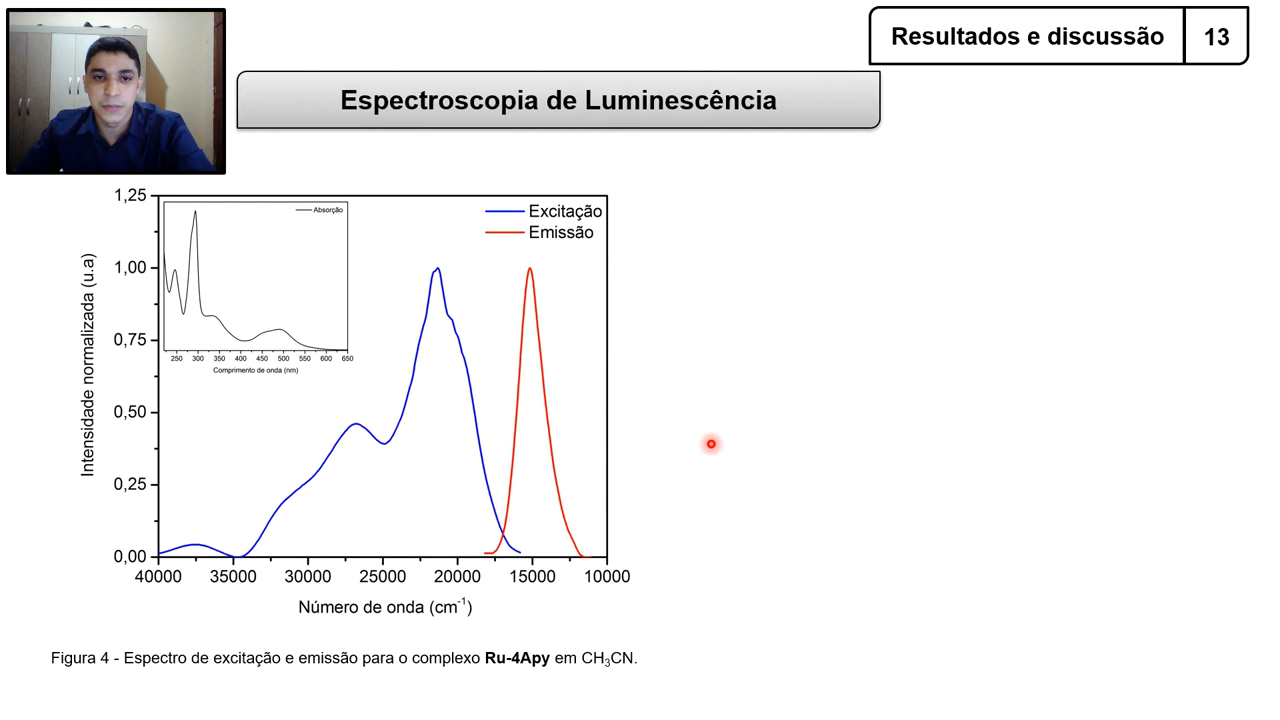 Resultados e discussão 13
Espectroscopia de Luminescência
1,25
1,00
0,75
0,50
0,25
0,00
Intensidade normalizada (u.a)
Absorção
250 300 350 400 450 500 550 600 650
Comprimento de onda (nm)
Excitação
Emissão
40000 35000 30000 25000 20000 15000 10000
Número de onda (cm⁻¹)
Figura 4 - Espectro de excitação e emissão para o complexo Ru-4Apy em CH₃CN.